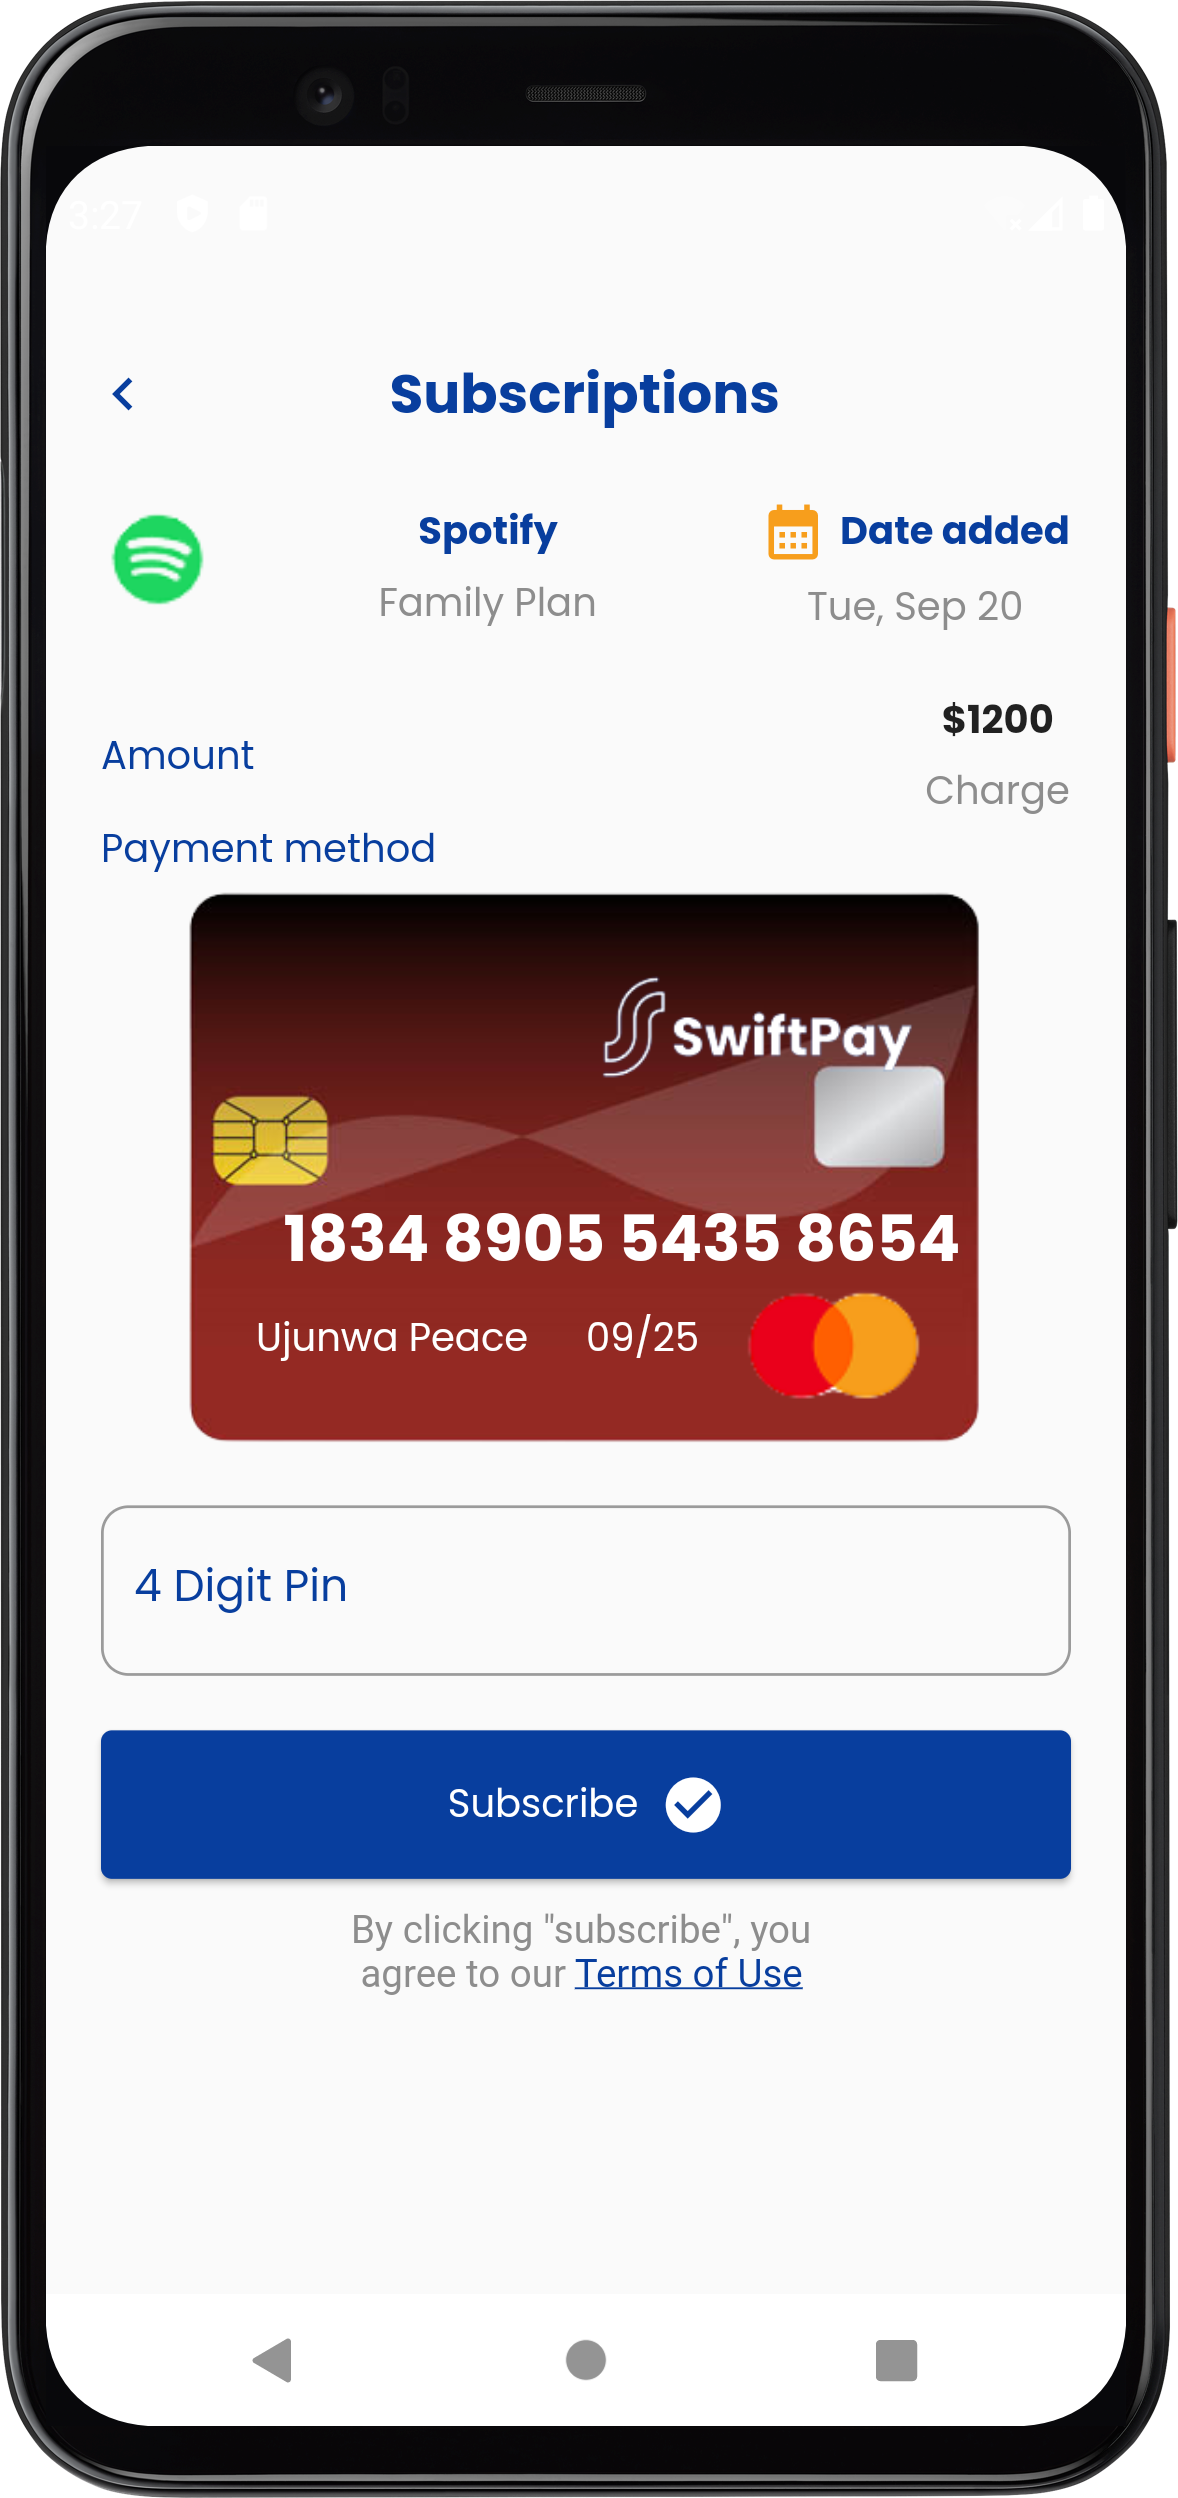 3:27
Subscriptions
Spotify
Date added
Family Plan
Tue, Sep 20
$1200
Amount
Charge
Payment method
SwiftPay
1834 8905 5435 8654
Ujunwa Peace 09/25
4 Digit Pin
Subscribe
By clicking "subscribe", you
agree to our Terms of Use